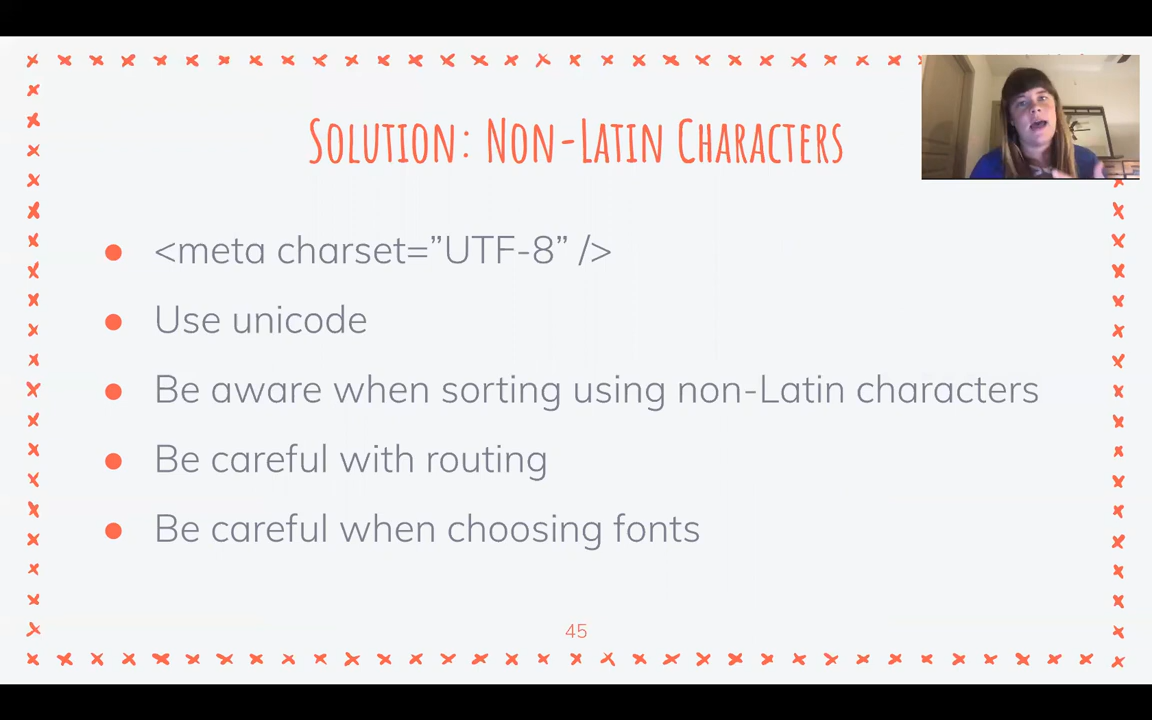 Solution: Non-Latin Characters
<meta charset=”UTF-8” />
Use unicode
Be aware when sorting using non-Latin characters
Be careful with routing
Be careful when choosing fonts
45